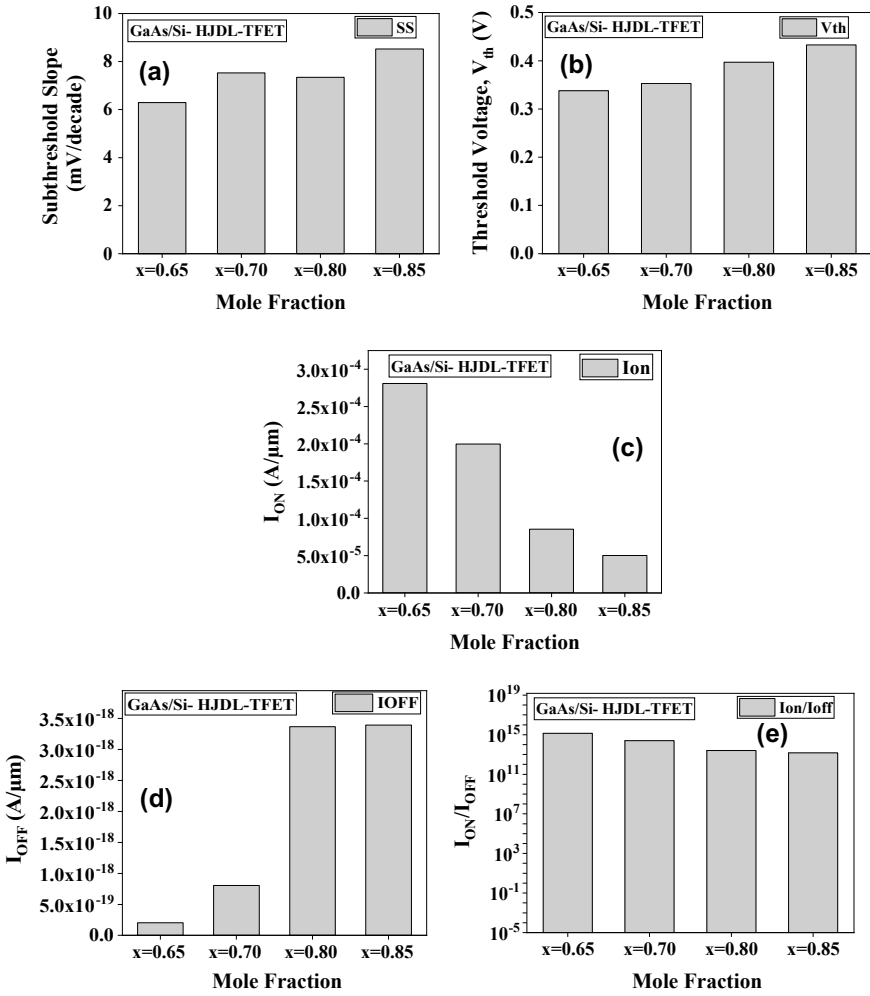 GaAs/Si- HJDL-TFET
SS
(a)
Subthreshold Slope
(mV/decade)
10
8
6
4
2
0
x=0.65 x=0.70 x=0.80 x=0.85
Mole Fraction
GaAs/Si- HJDL-TFET
Vth
(b)
Threshold Voltage, Vth (V)
0.5
0.4
0.3
0.2
0.1
0.0
x=0.65 x=0.70 x=0.80 x=0.85
Mole Fraction
GaAs/Si- HJDL-TFET
Ion
(c)
ION (A/μm)
3.0x10-4
2.5x10-4
2.0x10-4
1.5x10-4
1.0x10-4
5.0x10-5
0.0
x=0.65 x=0.70 x=0.80 x=0.85
Mole Fraction
GaAs/Si- HJDL-TFET
IOFF
(d)
IOFF (A/μm)
3.5x10-18
3.0x10-18
2.5x10-18
2.0x10-18
1.5x10-18
1.0x10-18
5.0x10-19
0.0
x=0.65 x=0.70 x=0.80 x=0.85
Mole Fraction
GaAs/Si- HJDL-TFET
Ion/Ioff
(e)
ION/IOFF
1019
1015
1011
107
103
10-1
10-5
x=0.65 x=0.70 x=0.80 x=0.85
Mole Fraction